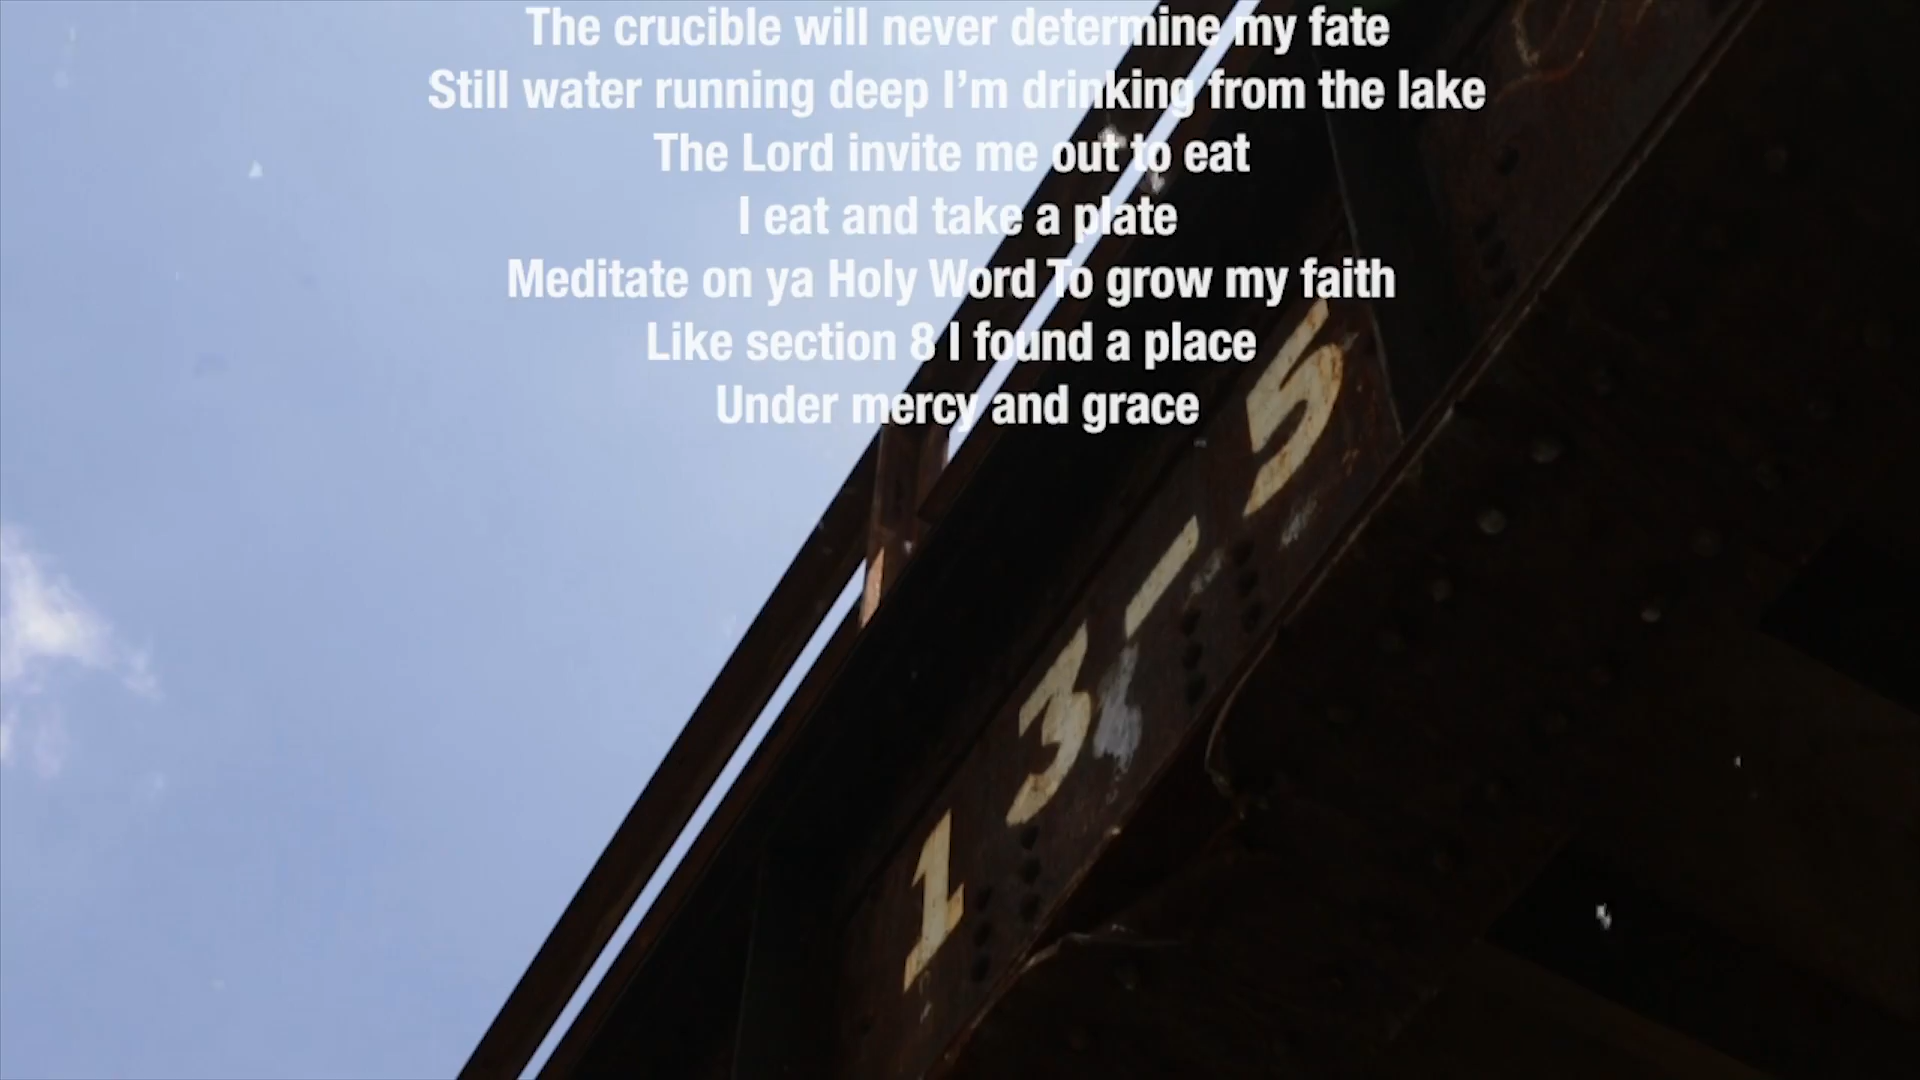 The crucible will never determine my fate
Still water running deep I’m drinking from the lake
The Lord invite me out to eat
I eat and take a plate
Meditate on ya Holy Word To grow my faith
Like section 8 I found a place
Under mercy and grace
13-5